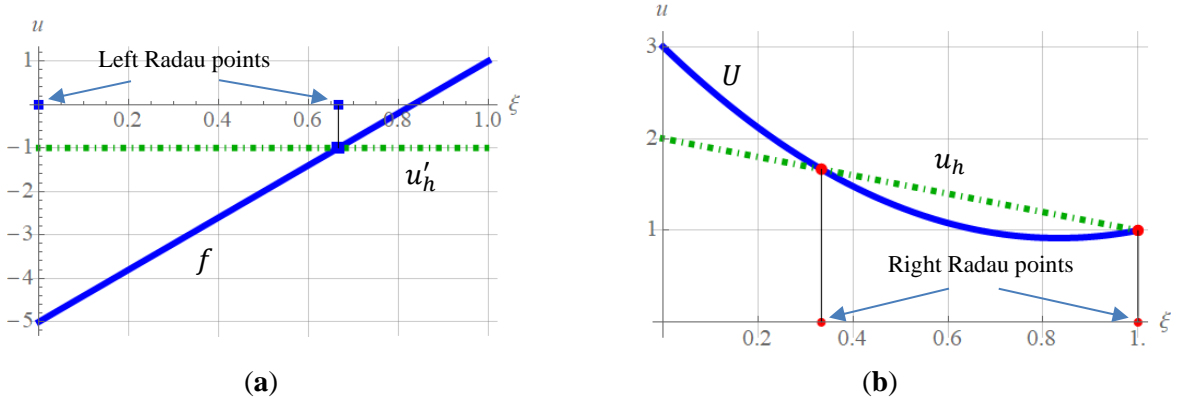 u
1
Left Radau points
0
0.2
0.4
0.6
0.8
1.0
ξ
−1
u′ₕ
−2
−3
f
−4
−5
(a)
u
3
U
2
uₕ
1
Right Radau points
0.2
0.4
0.6
0.8
1.
ξ
(b)